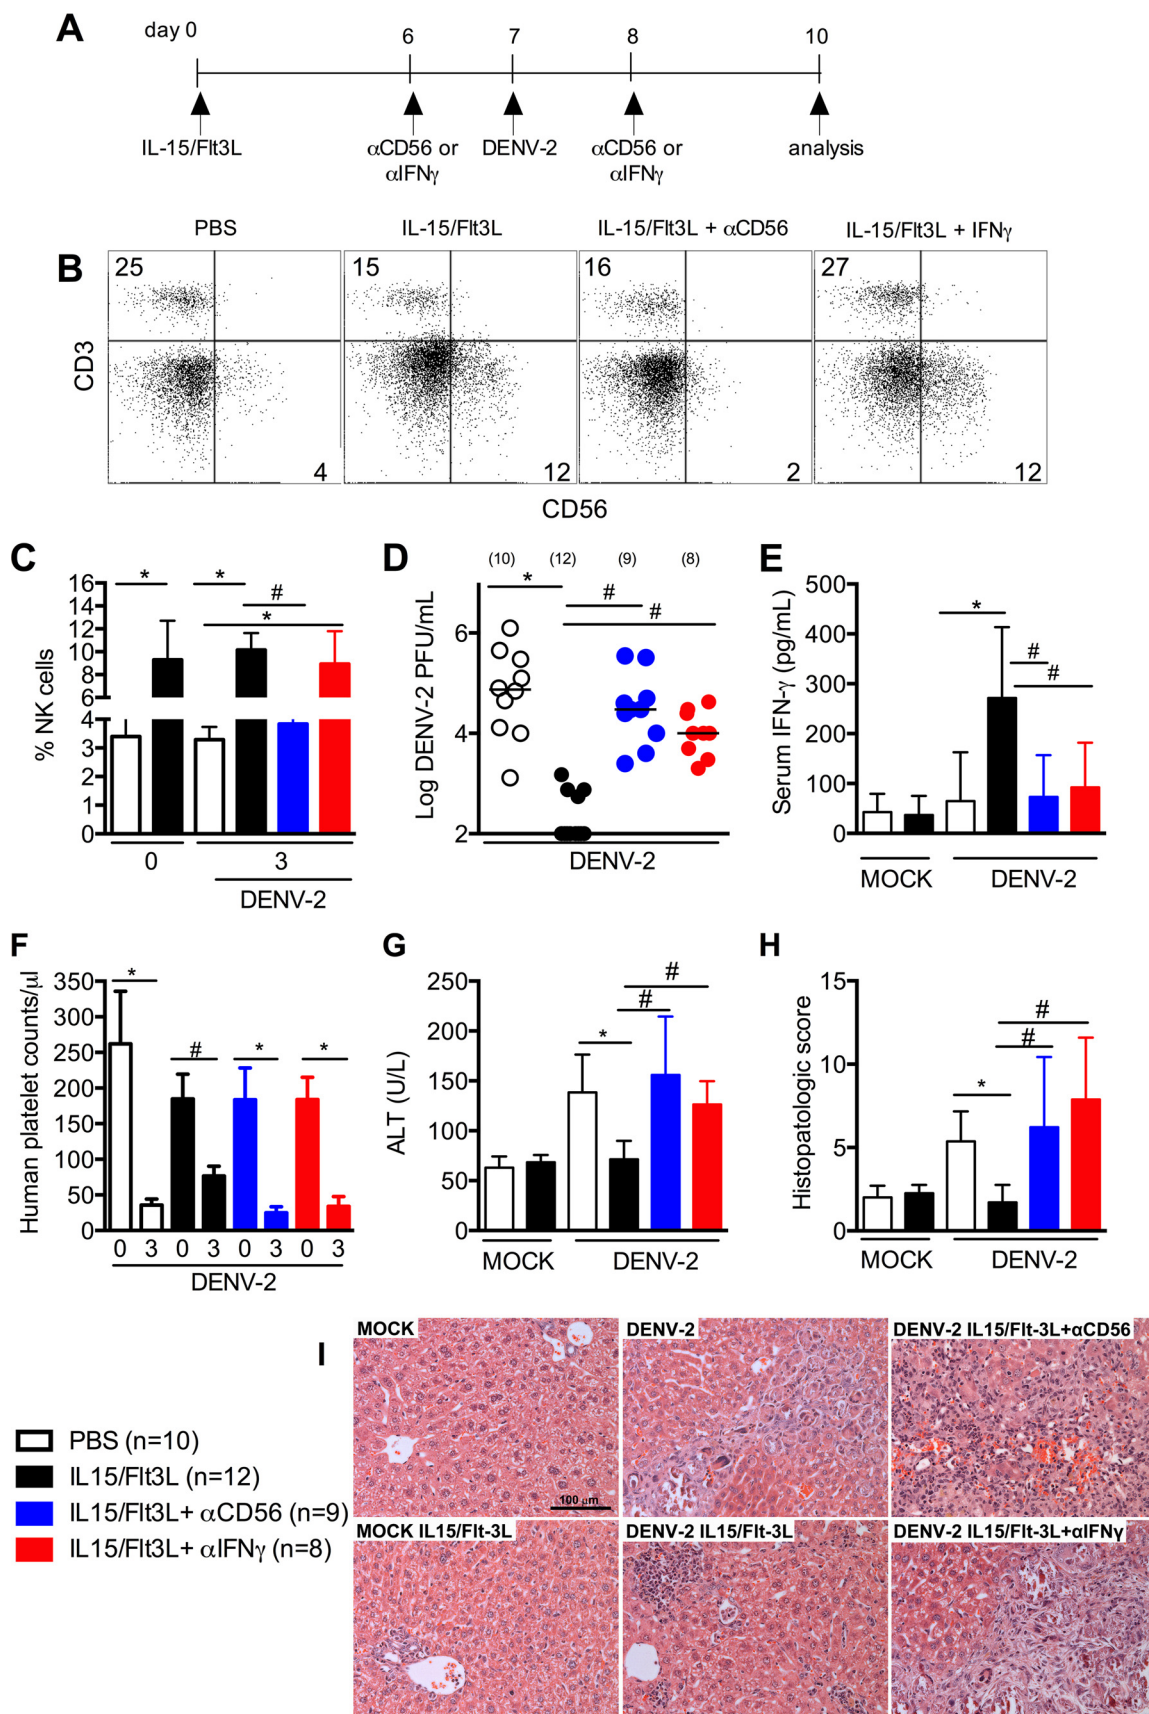 A
day 0
6
7
8
10
IL-15/Flt3L
αCD56 or
αIFNγ
DENV-2
αCD56 or
αIFNγ
analysis
PBS
IL-15/Flt3L
IL-15/Flt3L + αCD56
IL-15/Flt3L + IFNγ
B
25
15
16
27
CD3
4
12
2
12
CD56
C
% NK cells
16
14
12
10
8
6
4
3
2
1
0
*
*
#
*
0
3
DENV-2
D
(10)
(12)
(9)
(8)
Log DENV-2 PFU/mL
6
4
2
*
#
#
DENV-2
E
Serum IFN-γ (pg/mL)
500
400
300
200
100
0
*
#
#
MOCK
DENV-2
F
Human platelet counts/µl
350
300
250
200
150
100
50
0
*
#
*
*
0 3 0 3 0 3 0 3
DENV-2
G
ALT (U/L)
250
200
150
100
50
0
*
#
#
MOCK
DENV-2
H
Histopatologic score
15
10
5
0
*
#
#
MOCK
DENV-2
PBS (n=10)
IL15/Flt3L (n=12)
IL15/Flt3L+ αCD56 (n=9)
IL15/Flt3L+ αIFNγ (n=8)
I
MOCK
DENV-2
DENV-2 IL15/Flt-3L+αCD56
100 µm
MOCK IL15/Flt-3L
DENV-2 IL15/Flt-3L
DENV-2 IL15/Flt-3L+αIFNγ